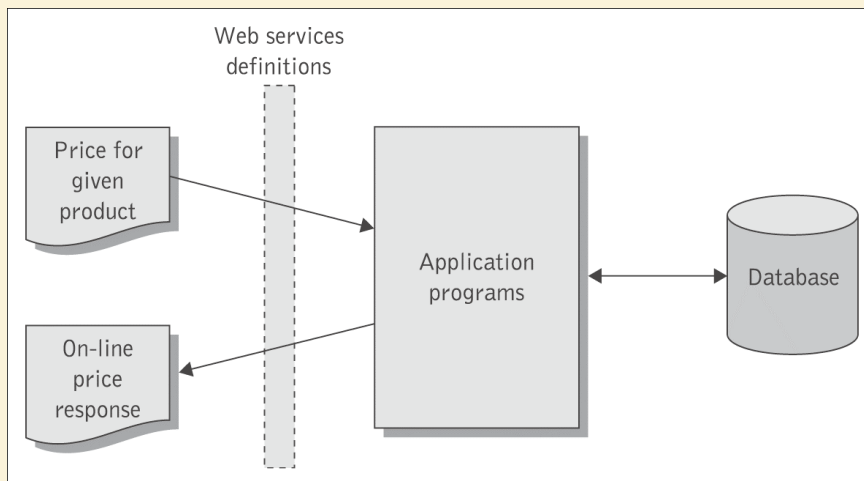 Web services
definitions
Price for
given
product
Application
programs
Database
On-line
price
response